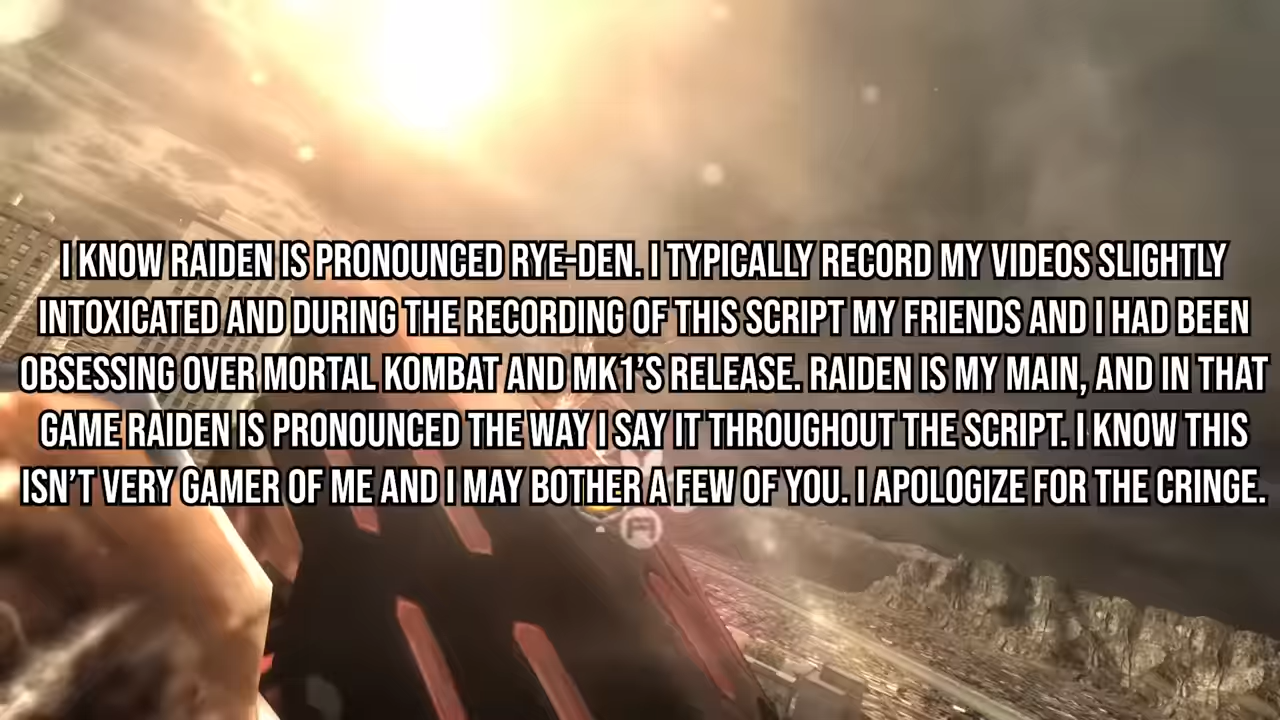 I KNOW RAIDEN IS PRONOUNCED RYE-DEN. I TYPICALLY RECORD MY VIDEOS SLIGHTLY
INTOXICATED AND DURING THE RECORDING OF THIS SCRIPT MY FRIENDS AND I HAD BEEN
OBSESSING OVER MORTAL KOMBAT AND MK1'S RELEASE. RAIDEN IS MY MAIN, AND IN THAT
GAME RAIDEN IS PRONOUNCED THE WAY I SAY IT THROUGHOUT THE SCRIPT. I KNOW THIS
ISN'T VERY GAMER OF ME AND I MAY BOTHER A FEW OF YOU. I APOLOGIZE FOR THE CRINGE.